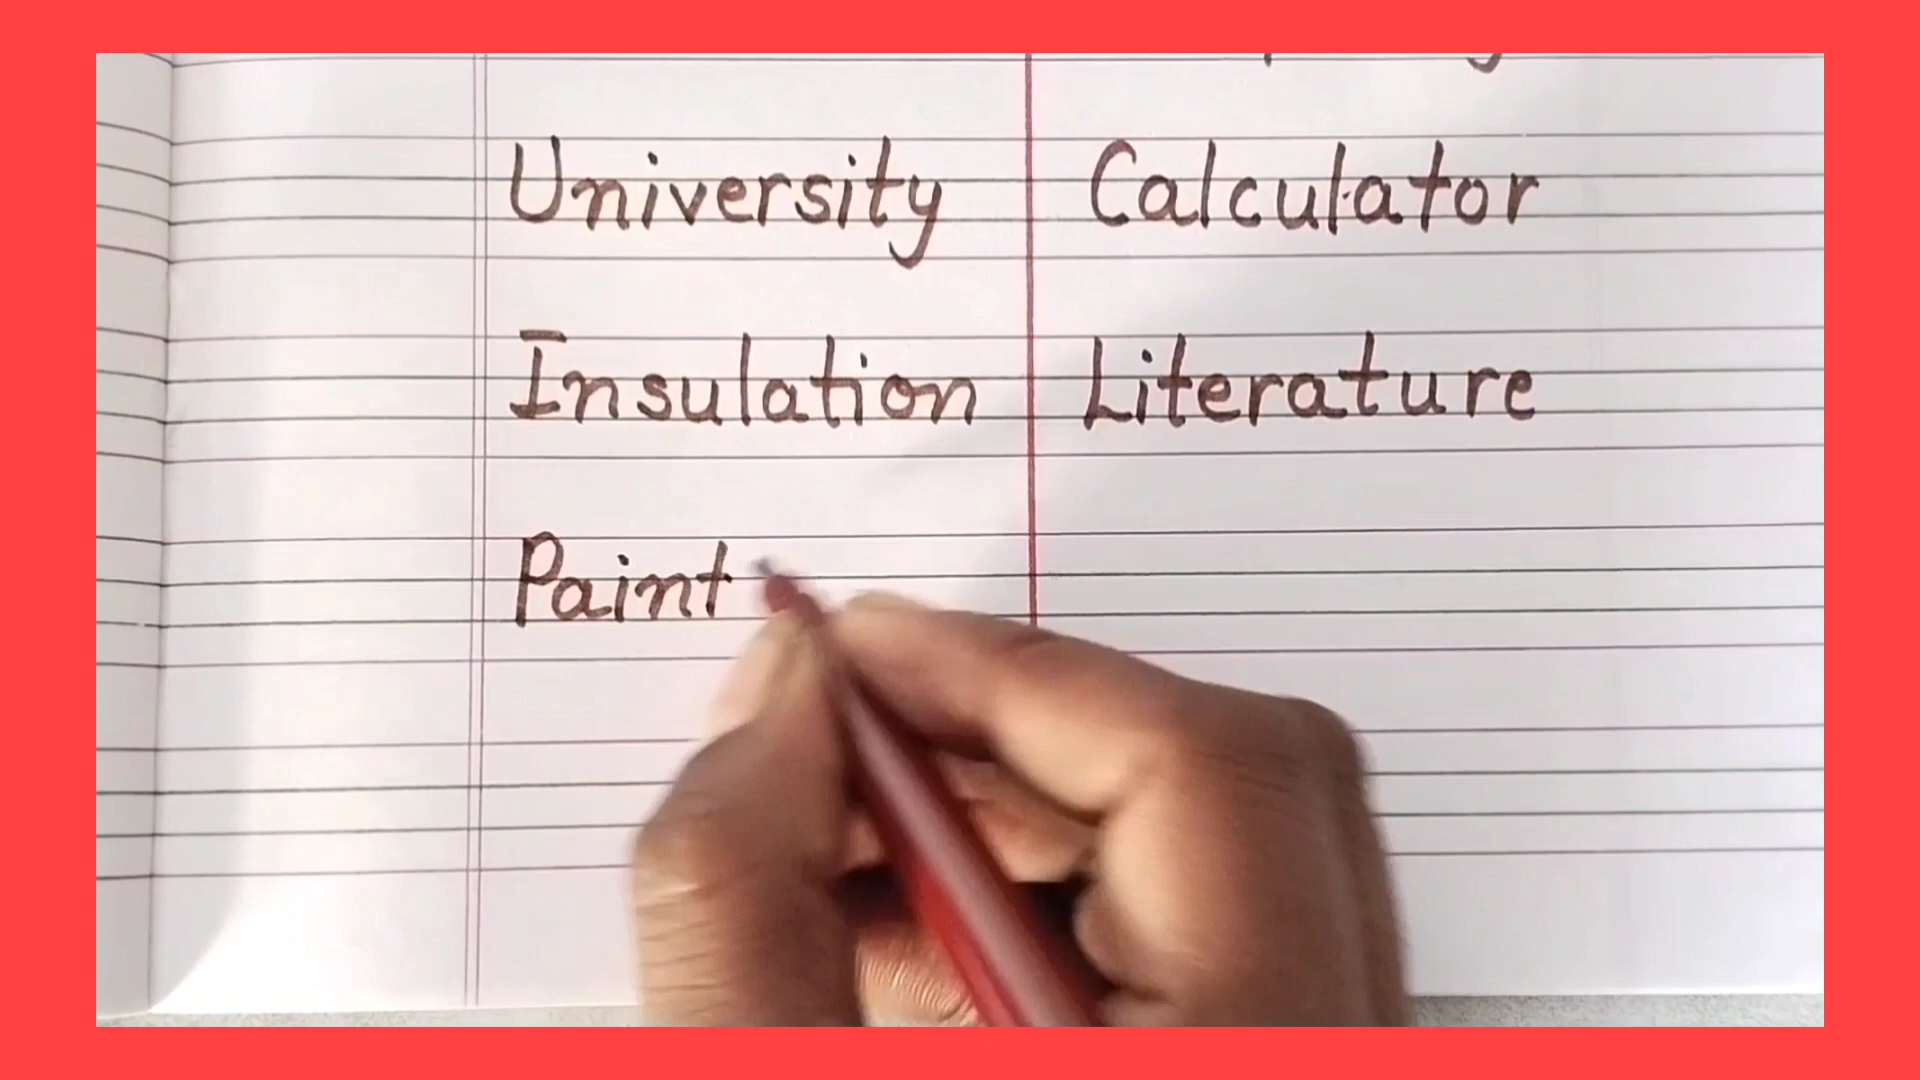 University Calculator
Insulation Literature
Paint